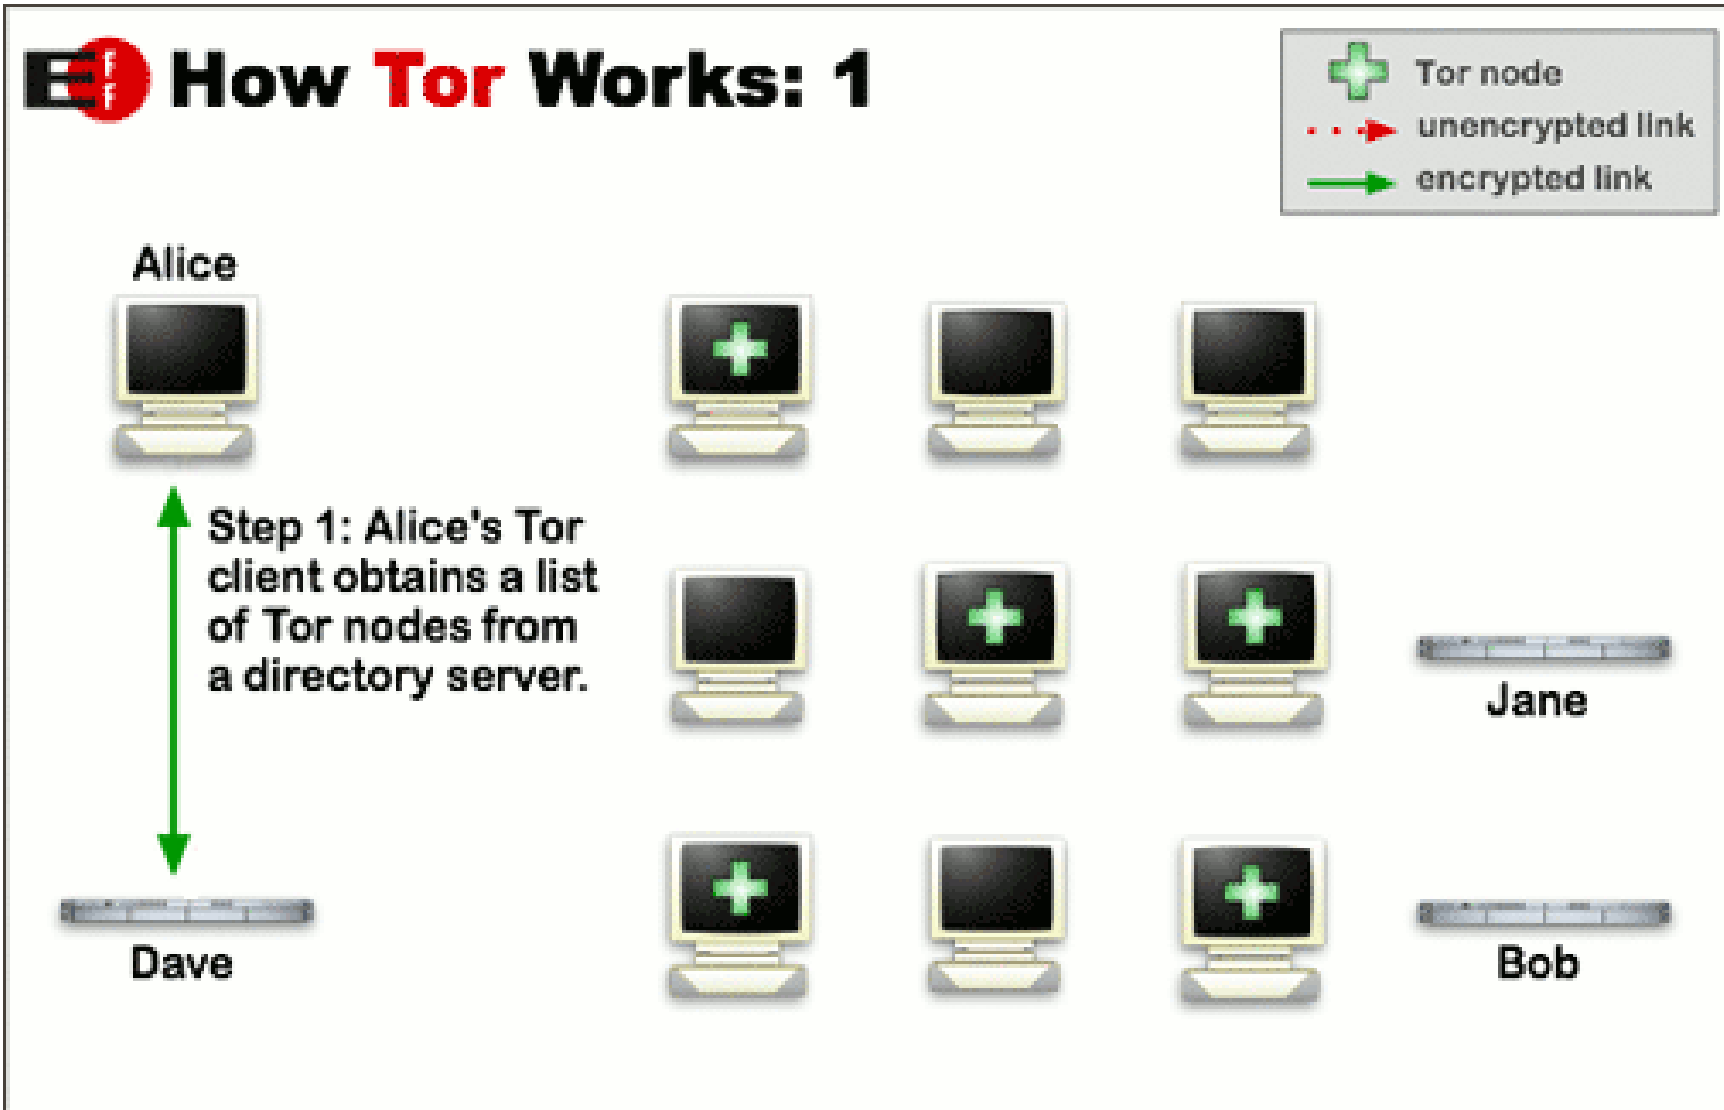 EFF How Tor Works: 1
Tor node
unencrypted link
encrypted link
Alice
Step 1: Alice's Tor
client obtains a list
of Tor nodes from
a directory server.
Jane
Dave
Bob